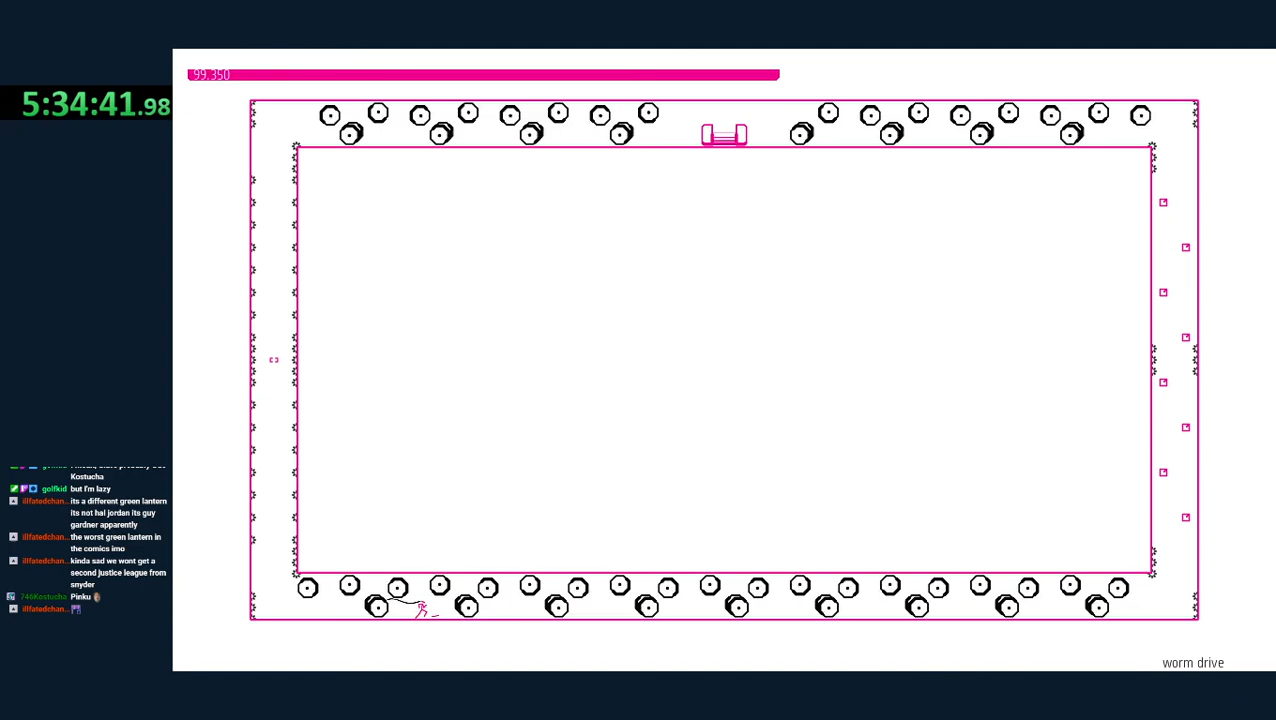 99.350
5:34:41.98
Kostucha
golfkid but I'm lazy
illfatedchan... its a different green lantern
its not hal jordan its guy
gardner apparently
illfatedchan... the worst green lantern in
the comics imo
illfatedchan... kinda sad we wont get a
second justice league from
snyder
746Kostucha Pinku
illfatedchan...
worm drive